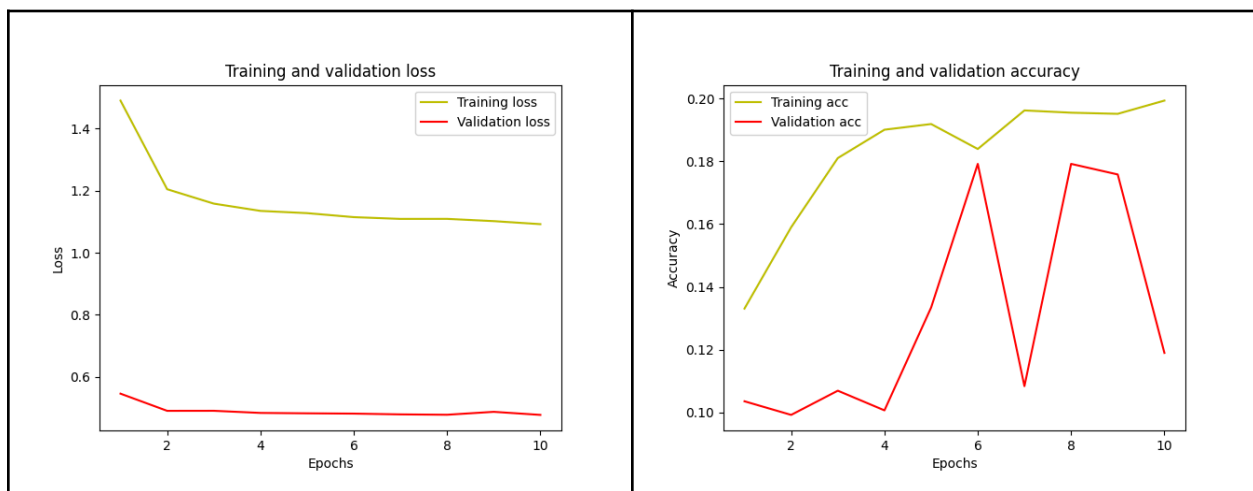 Training and validation loss
Training loss
Validation loss
1.4
1.2
1.0
0.8
0.6
Loss
2
4
6
8
10
Epochs
Training and validation accuracy
Training acc
Validation acc
0.20
0.18
0.16
0.14
0.12
0.10
Accuracy
2
4
6
8
10
Epochs